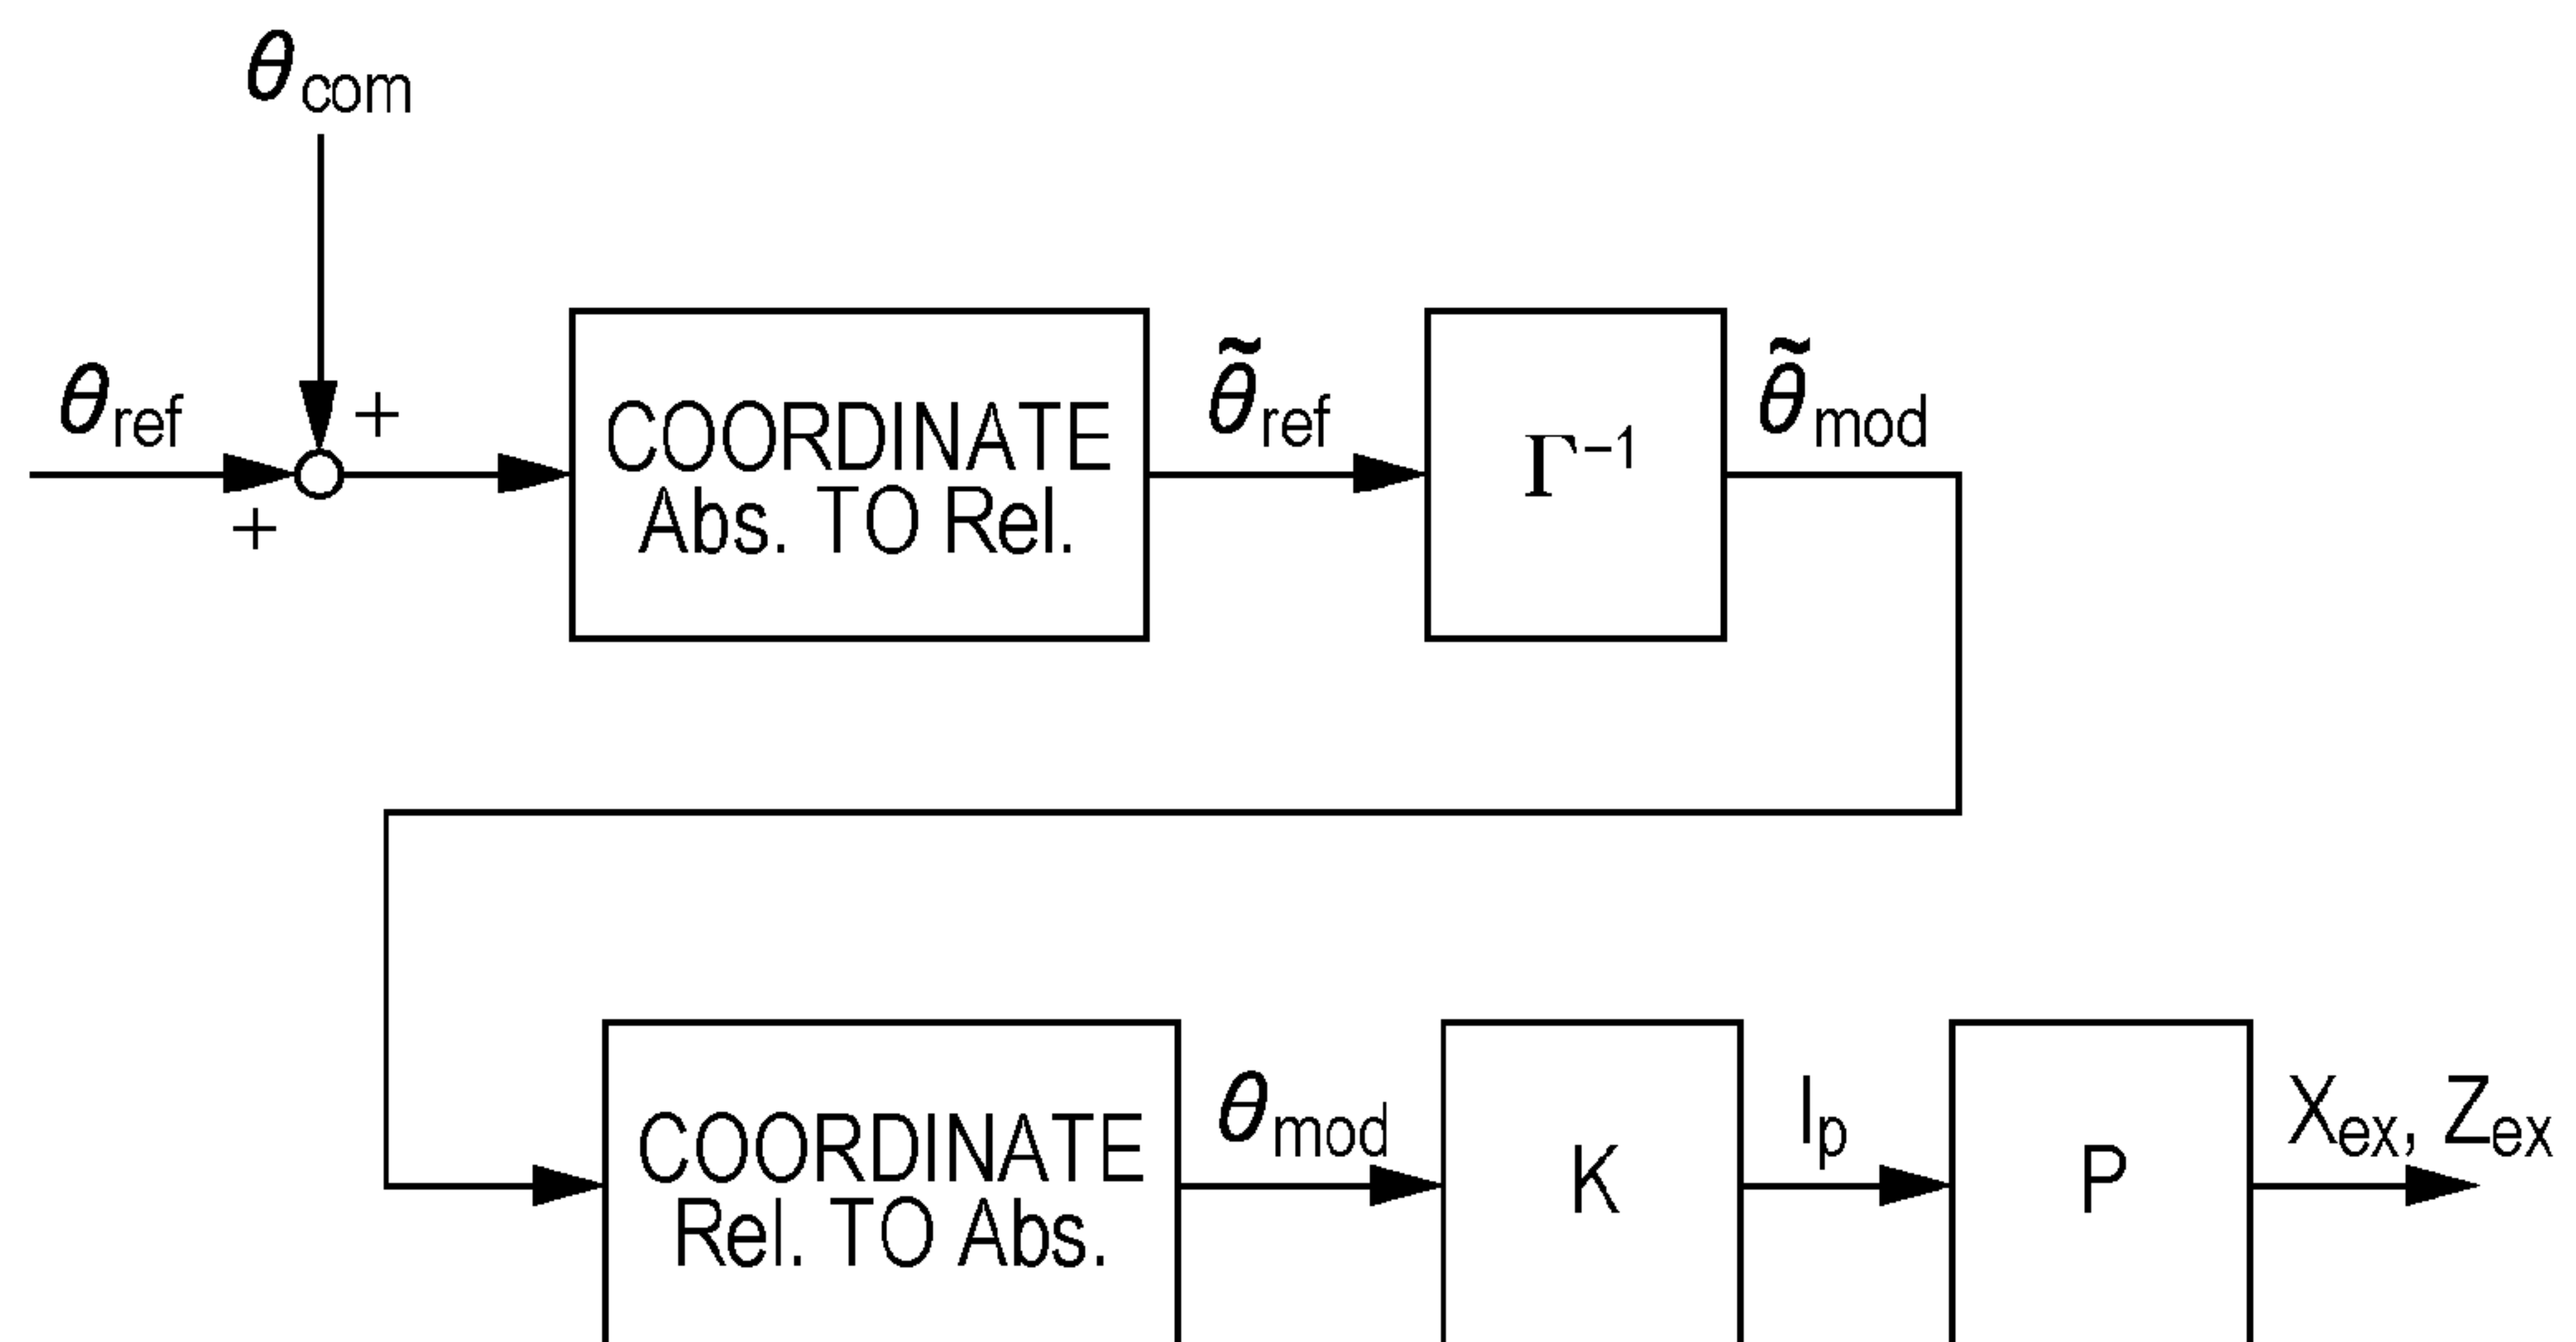 θcom
θref
+
+
COORDINATE
Abs. TO Rel.
θ̃ref
Γ⁻¹
θ̃mod
COORDINATE
Rel. TO Abs.
θmod
K
Ip
P
Xex, Zex